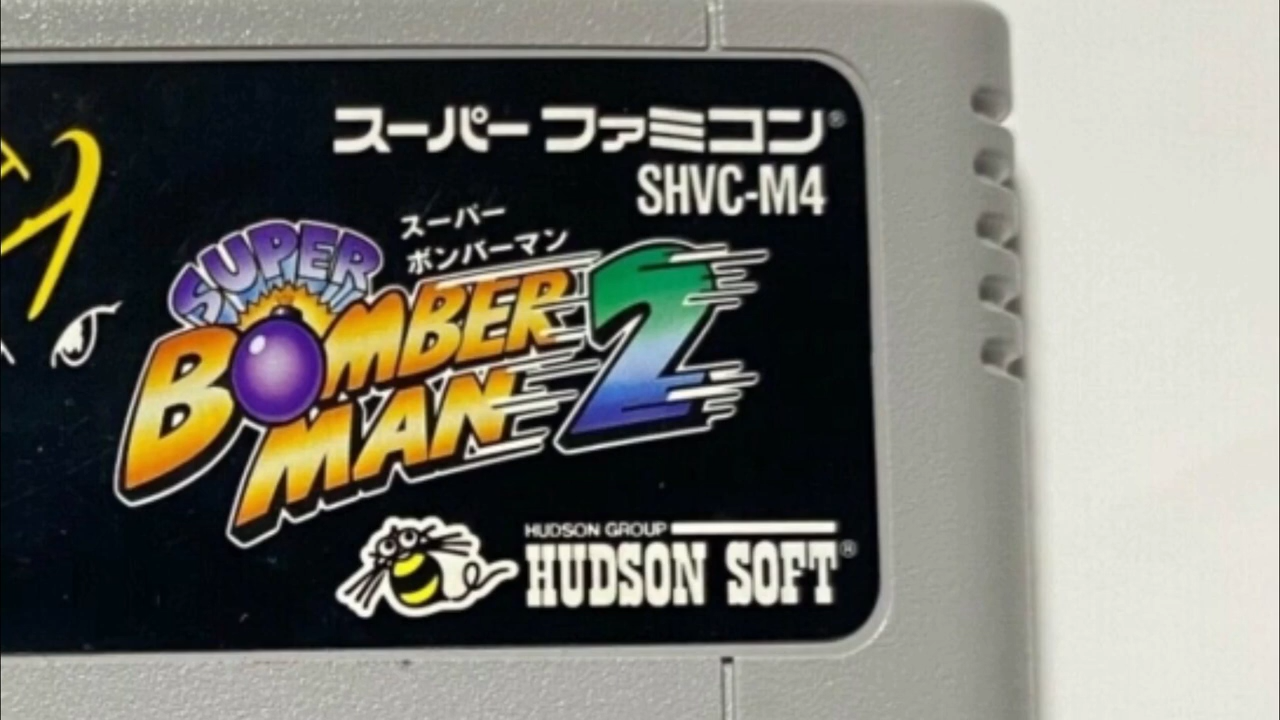 スーパーファミコン®
SHVC-M4
スーパー
ボンバーマン
SUPER
BOMBER
MAN 2
HUDSON GROUP
HUDSON SOFT®